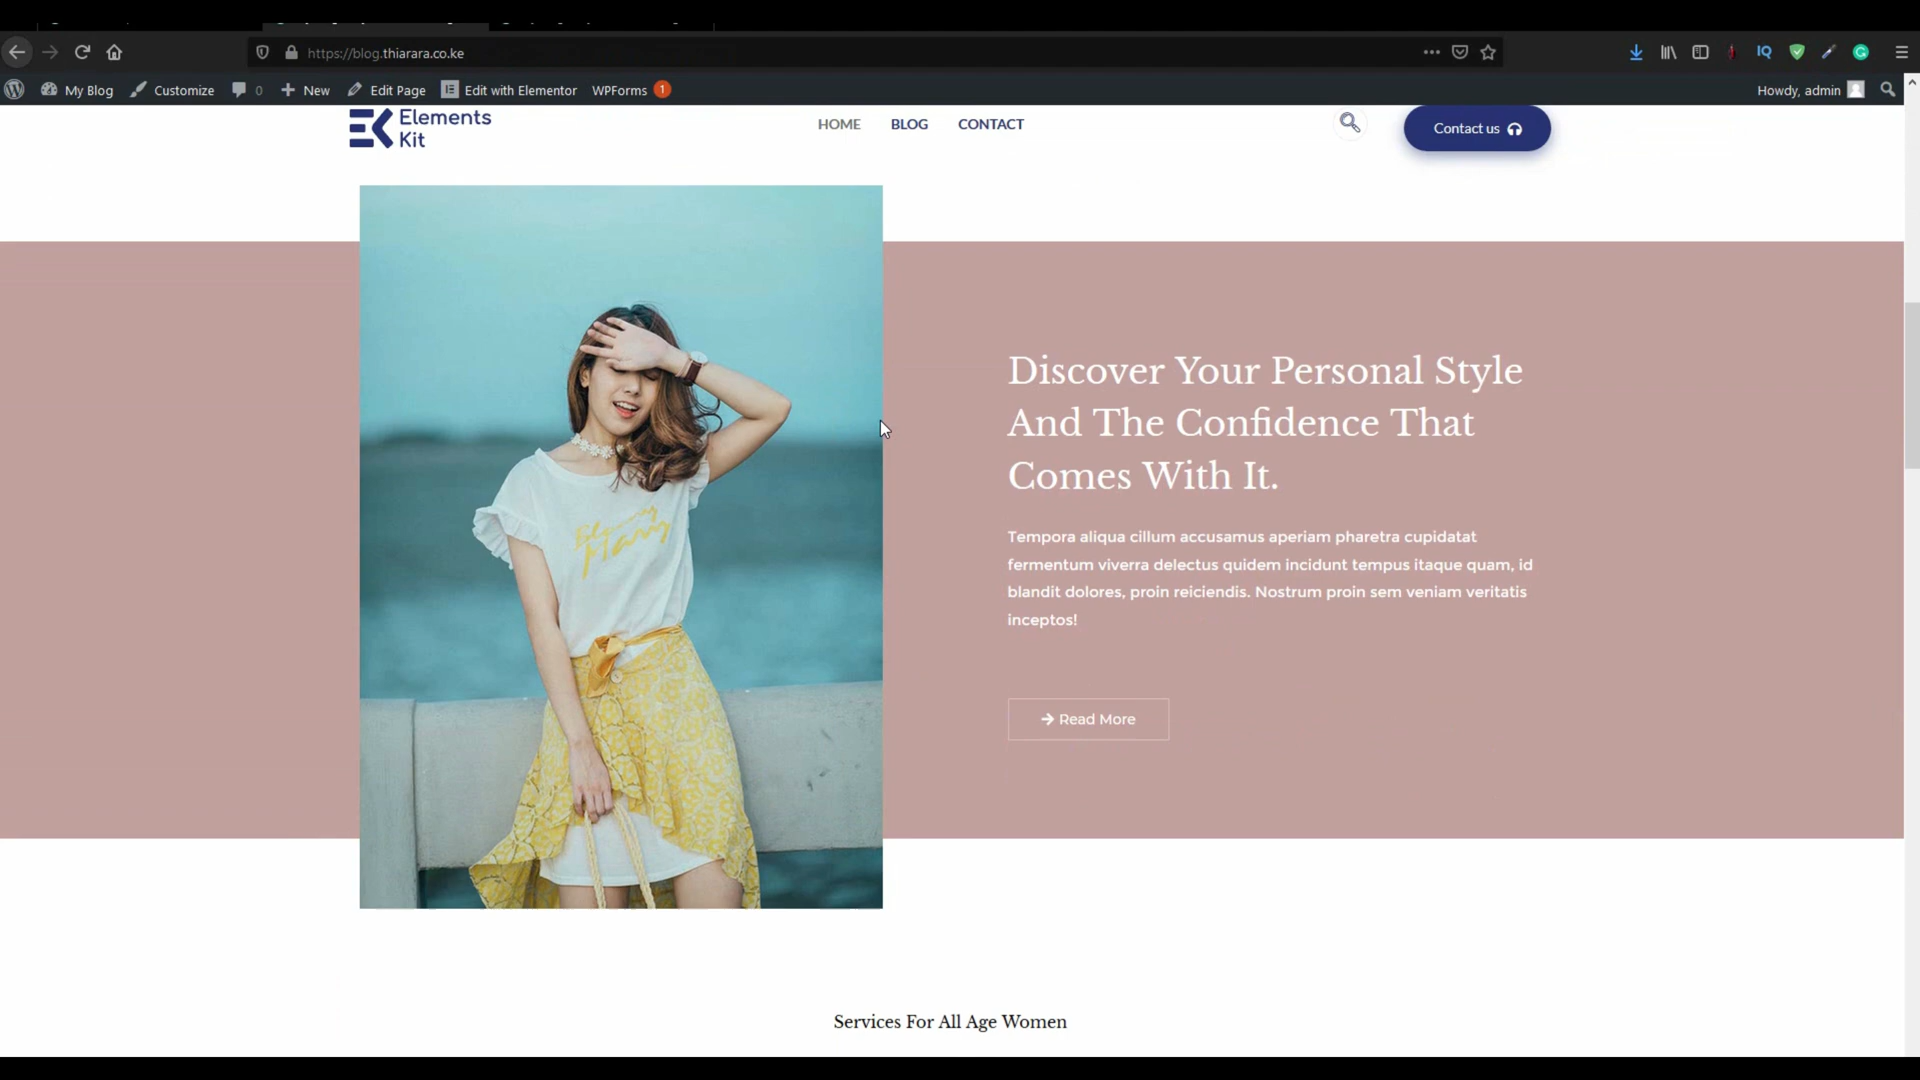 https://blog.thiarara.co.ke
IQ
My Blog
Customize
0
New
Edit Page
Edit with Elementor
WPForms 1
Howdy, admin
Elements
Kit
HOME
BLOG
CONTACT
Contact us
Discover Your Personal Style
And The Confidence That
Comes With It.
Tempora aliqua cillum accusamus aperiam pharetra cupidatat
fermentum viverra delectus quidem incidunt tempus itaque quam, id
blandit dolores, proin reiciendis. Nostrum proin sem veniam veritatis
inceptos!
Read More
Services For All Age Women